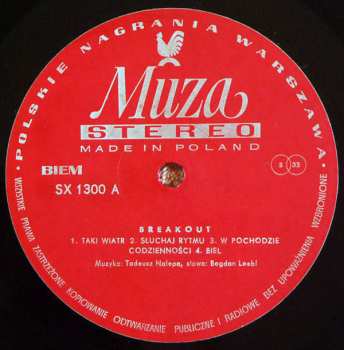 • POLSKIE NAGRANIA WARSZAWA •
Muza
STEREO
MADE IN POLAND
BIEM
SX 1300 A
S 33
BREAKOUT
1. TAKI WIATR 2. SŁUCHAJ RYTMU 3. W POCHODZIE
CODZIENNOŚCI 4. BIEL
Muzyka: Tadeusz Nalepa, słowa: Bogdan Loebl
WSZYSTKIE PRAWA ZASTRZEŻONE KOPIOWANIE ODTWARZANIE PUBLICZNE I RADIOWE BEZ UPOWAŻNIENIA WZBRONIONE